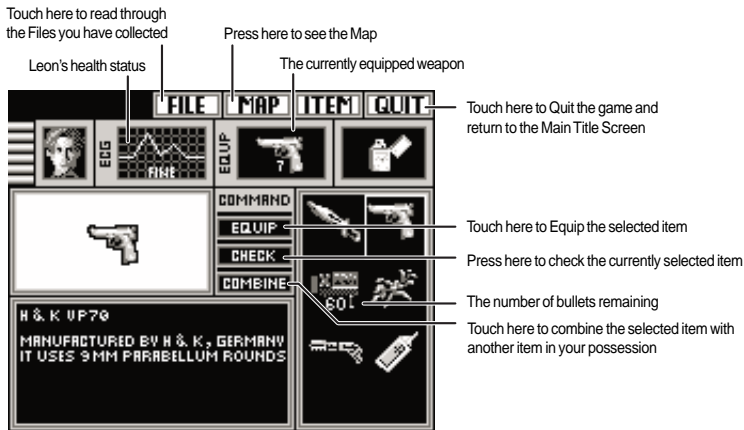 Touch here to read through
the Files you have collected
Press here to see the Map
Leon's health status
The currently equipped weapon
FILE MAP ITEM QUIT
Touch here to Quit the game and
return to the Main Title Screen
ECG
FINE
EQUIP
7
COMMAND
EQUIP
Touch here to Equip the selected item
CHECK
Press here to check the currently selected item
COMBINE
109
The number of bullets remaining
Touch here to combine the selected item with
another item in your possession
H & K VP70
MANUFACTURED BY H & K, GERMANY
IT USES 9MM PARABELLUM ROUNDS